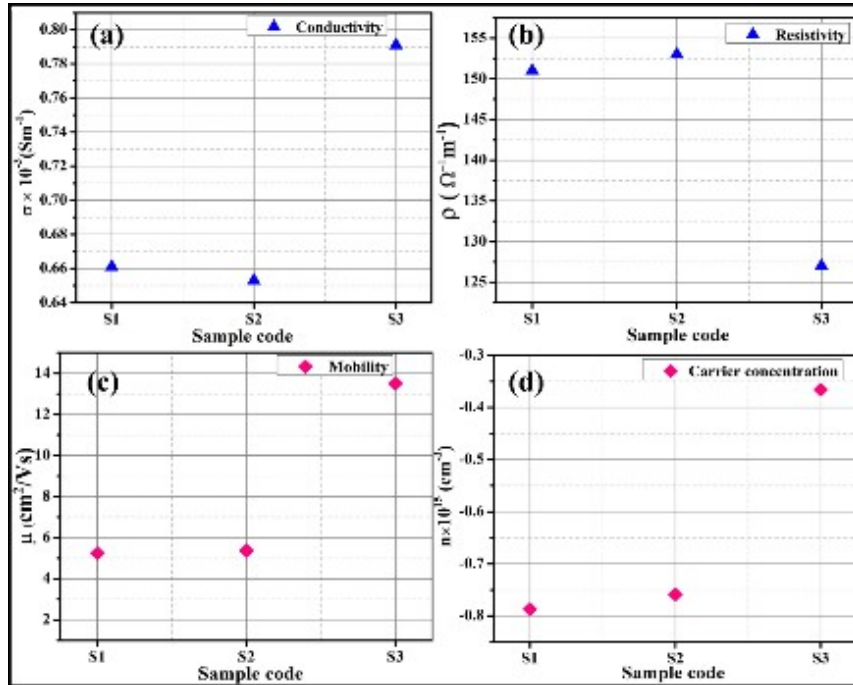 (a)
Conductivity
0.80
0.78
0.76
0.74
0.72
0.70
0.68
0.66
0.64
σ × 10⁻³ (Sm⁻¹)
S1 S2 S3
Sample code
(b)
Resistivity
155
150
145
140
135
130
125
ρ ( Ω⁻¹ m⁻¹)
S1 S2 S3
Sample code
(c)
Mobility
14
12
10
8
6
4
2
μ (cm²/Vs)
S1 S2 S3
Sample code
(d)
Carrier concentration
-0.3
-0.4
-0.5
-0.6
-0.7
-0.8
n×10¹⁵ (cm⁻³)
S1 S2 S3
Sample code